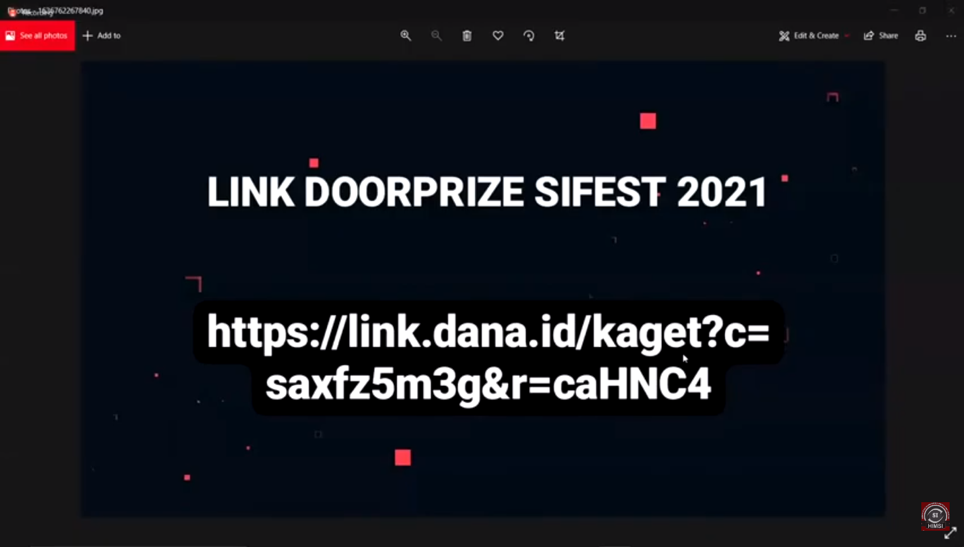 Photos - 1636762267840.jpg
See all photos
Add to
Edit & Create
Share
LINK DOORPRIZE SIFEST 2021
https://link.dana.id/kaget?c=
saxfz5m3g&r=caHNC4
HIMSI